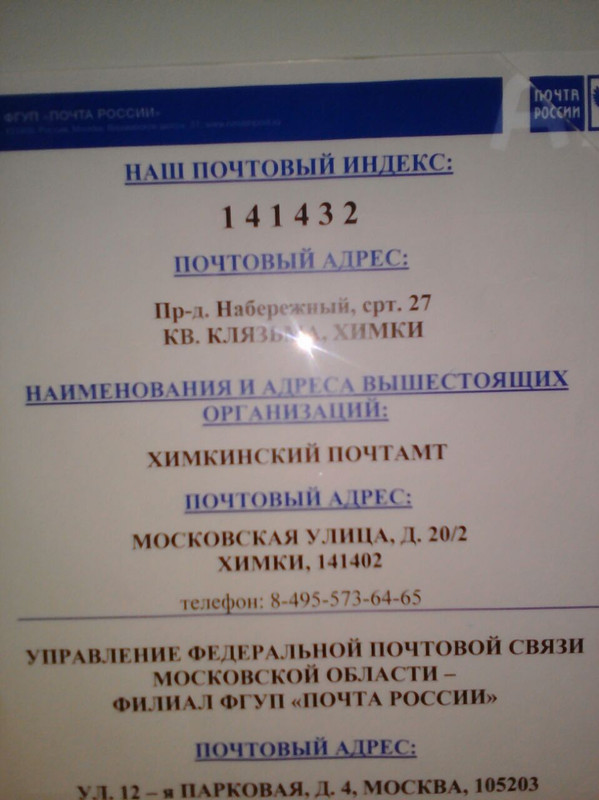 ФГУП «ПОЧТА РОССИИ»
ПОЧТА
РОССИИ
НАШ ПОЧТОВЫЙ ИНДЕКС:
141432
ПОЧТОВЫЙ АДРЕС:
Пр-д. Набережный, срт. 27
КВ. КЛЯЗЬМА, ХИМКИ
НАИМЕНОВАНИЯ И АДРЕСА ВЫШЕСТОЯЩИХ
ОРГАНИЗАЦИЙ:
ХИМКИНСКИЙ ПОЧТАМТ
ПОЧТОВЫЙ АДРЕС:
МОСКОВСКАЯ УЛИЦА, Д. 20/2
ХИМКИ, 141402
телефон: 8-495-573-64-65
УПРАВЛЕНИЕ ФЕДЕРАЛЬНОЙ ПОЧТОВОЙ СВЯЗИ
МОСКОВСКОЙ ОБЛАСТИ –
ФИЛИАЛ ФГУП «ПОЧТА РОССИИ»
ПОЧТОВЫЙ АДРЕС:
УЛ. 12 – я ПАРКОВАЯ, Д. 4, МОСКВА, 105203